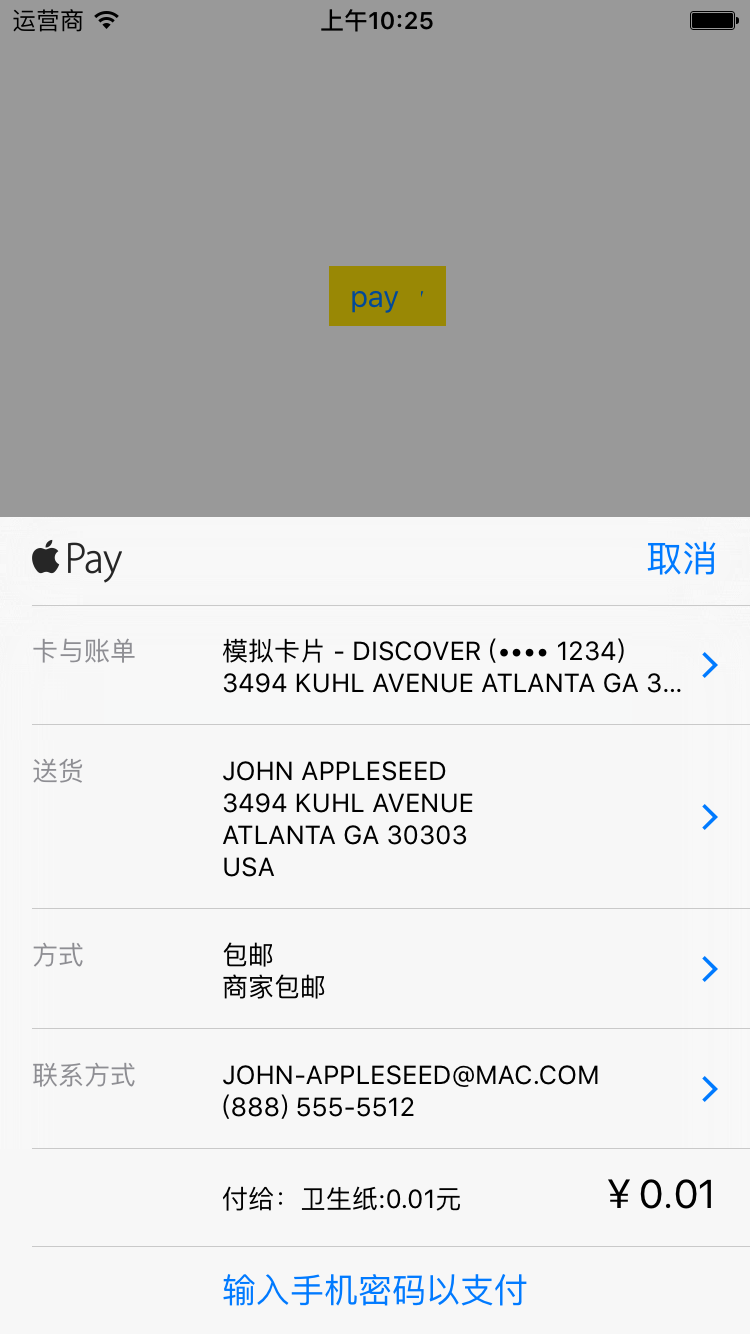 运营商 上午10:25
pay
Pay 取消
卡与账单 模拟卡片 - DISCOVER (•••• 1234)
3494 KUHL AVENUE ATLANTA GA 3...
送货 JOHN APPLESEED
3494 KUHL AVENUE
ATLANTA GA 30303
USA
方式 包邮
商家包邮
联系方式 JOHN-APPLESEED@MAC.COM
(888) 555-5512
付给：卫生纸:0.01元 ¥0.01
输入手机密码以支付